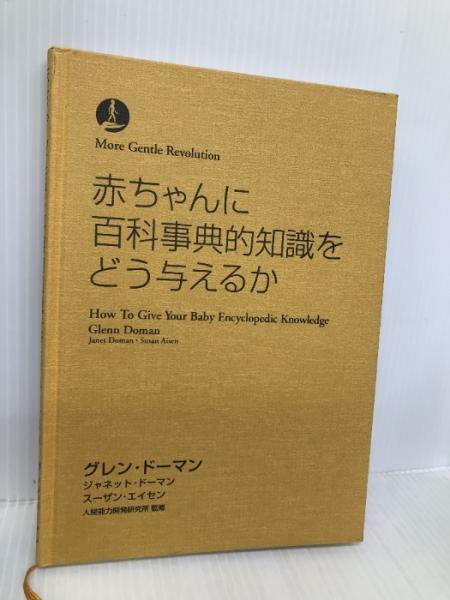 More Gentle Revolution
赤ちゃんに
百科事典的知識を
どう与えるか
How To Give Your Baby Encyclopedic Knowledge
Glenn Doman
Janet Doman・Susan Aisen
グレン・ドーマン
ジャネット・ドーマン
スーザン・エイセン
人間能力開発研究所 監修